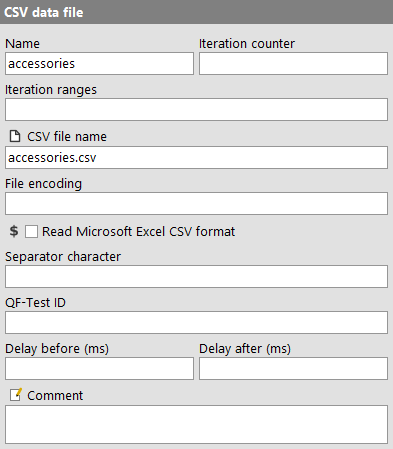 CSV data file
Name Iteration counter
accessories
Iteration ranges
CSV file name
accessories.csv
File encoding
$ Read Microsoft Excel CSV format
Separator character
QF-Test ID
Delay before (ms) Delay after (ms)
Comment